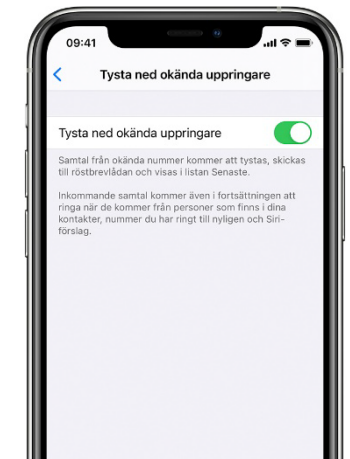 09:41
Tysta ned okända uppringare
Tysta ned okända uppringare
Samtal från okända nummer kommer att tystas, skickas
till röstbrevlådan och visas i listan Senaste.
Inkommande samtal kommer även i fortsättningen att
ringa när de kommer från personer som finns i dina
kontakter, nummer du har ringt till nyligen och Siri-
förslag.